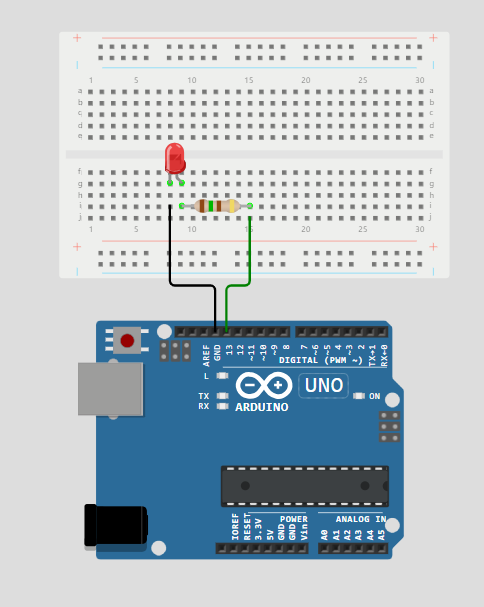 + +
| |
1 5 10 15 20 25 30
a a
b b
c c
d d
e e
f f
g g
h h
i i
j j
1 5 10 15 20 25 30
+ +
| |
AREF
GND
13
12
~11
~10
~9
8
7
~6
~5
~4
~3
2
TX→1
RX←0
DIGITAL (PWM ~)
L
TX
RX
UNO
ON
ARDUINO
POWER
ANALOG IN
IOREF
RESET
3.3V
5V
GND
GND
Vin
A0
A1
A2
A3
A4
A5